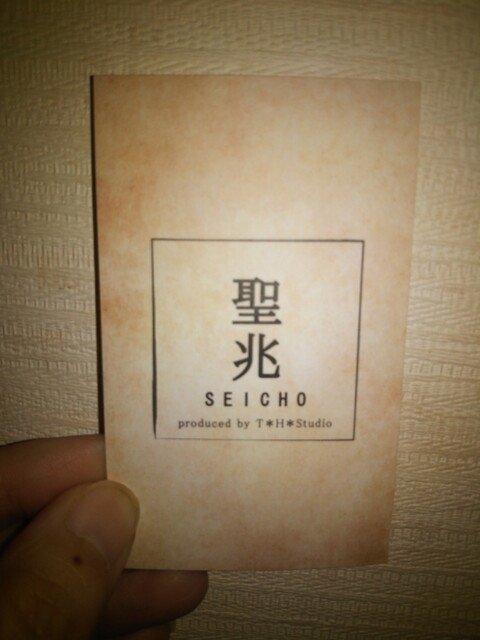 聖
兆
SEICHO
produced by T*H*Studio